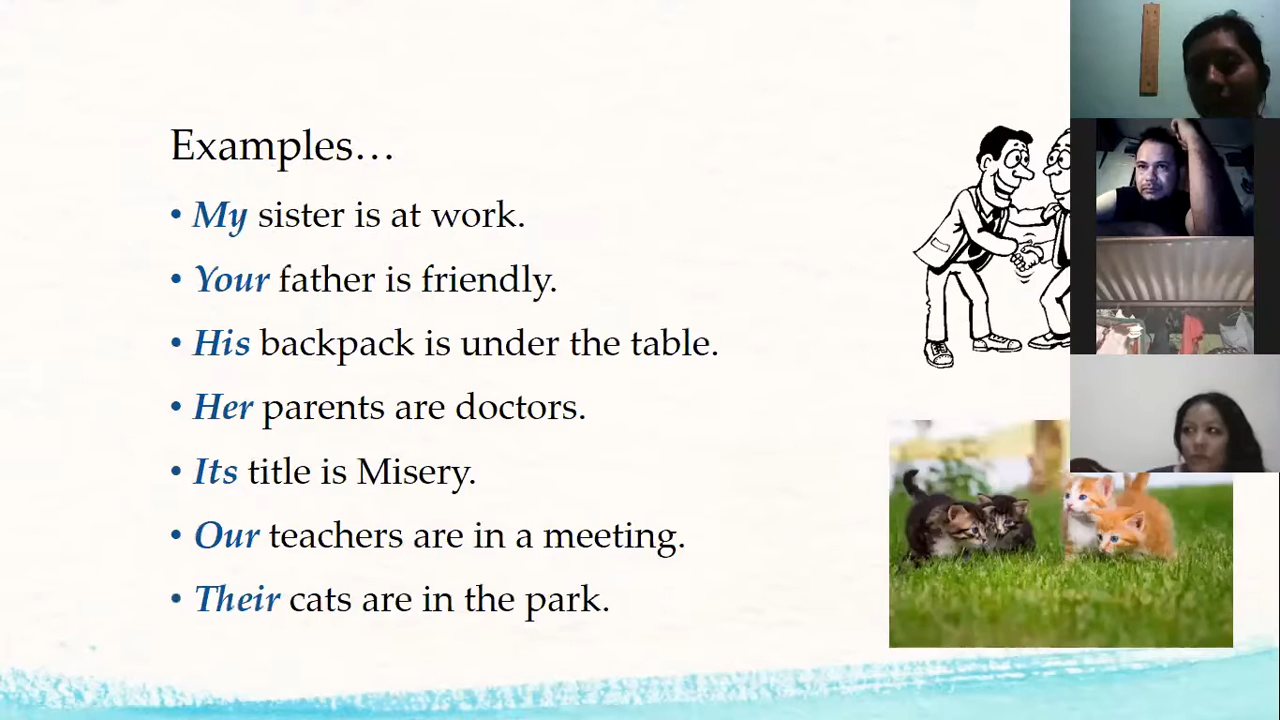 Examples…
• My sister is at work.
• Your father is friendly.
• His backpack is under the table.
• Her parents are doctors.
• Its title is Misery.
• Our teachers are in a meeting.
• Their cats are in the park.